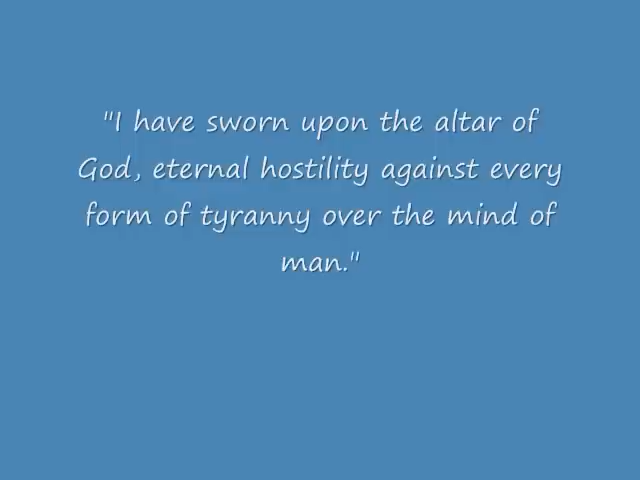 "I have sworn upon the altar of
God, eternal hostility against every
form of tyranny over the mind of
man."